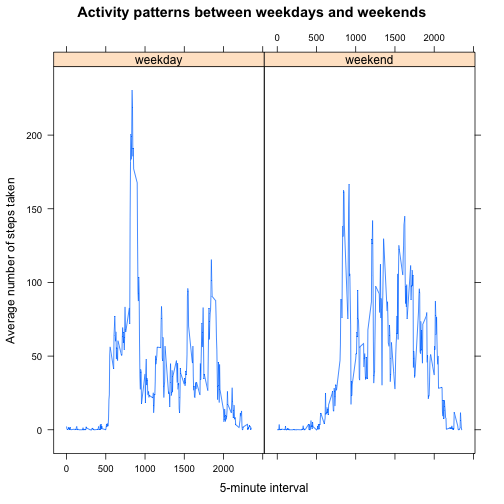 Activity patterns between weekdays and weekends
0 500 1000 1500 2000
weekday weekend
200
150
100
50
0
Average number of steps taken
0 500 1000 1500 2000
5-minute interval